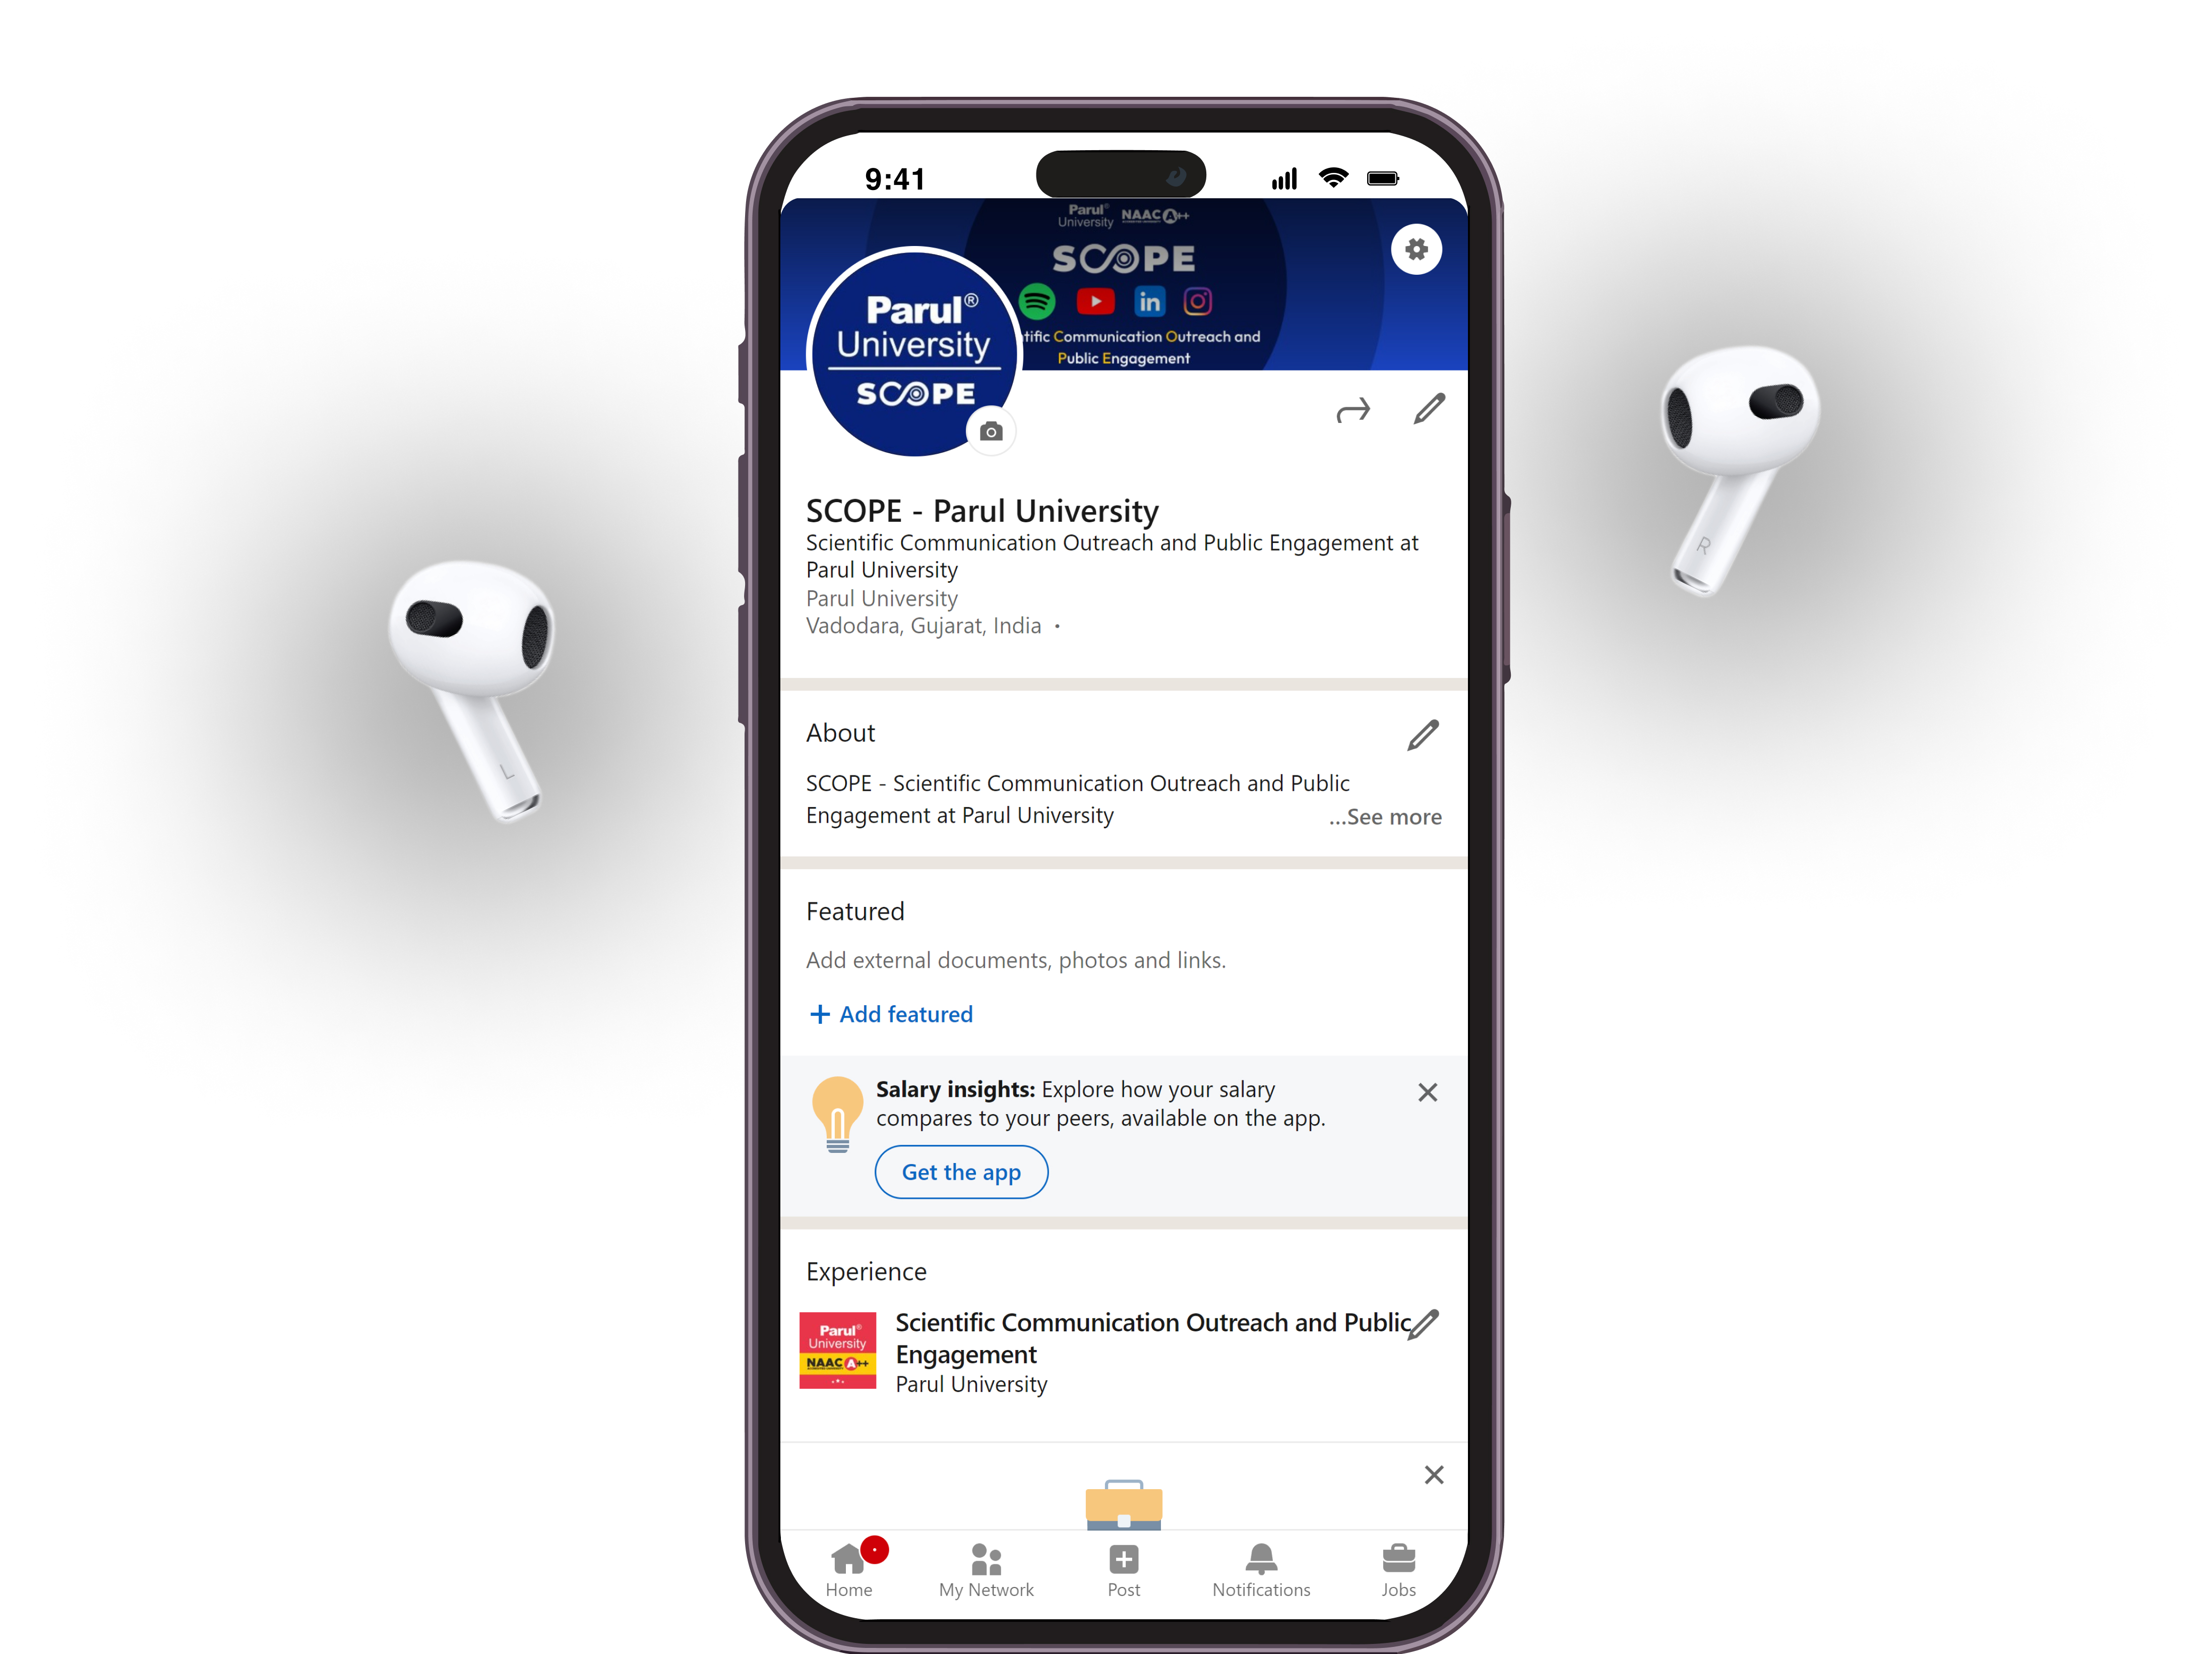 9:41
Parul® University NAAC A++
SCOPE
in
tific Communication Outreach and
Public Engagement
Parul®
University
SCOPE
SCOPE - Parul University
Scientific Communication Outreach and Public Engagement at
Parul University
Parul University
Vadodara, Gujarat, India •
About
SCOPE - Scientific Communication Outreach and Public
Engagement at Parul University
...See more
Featured
Add external documents, photos and links.
+ Add featured
Salary insights: Explore how your salary
compares to your peers, available on the app.
Get the app
Experience
Parul®
University
NAAC A++
Scientific Communication Outreach and Public
Engagement
Parul University
Home
My Network
Post
Notifications
Jobs
L
R